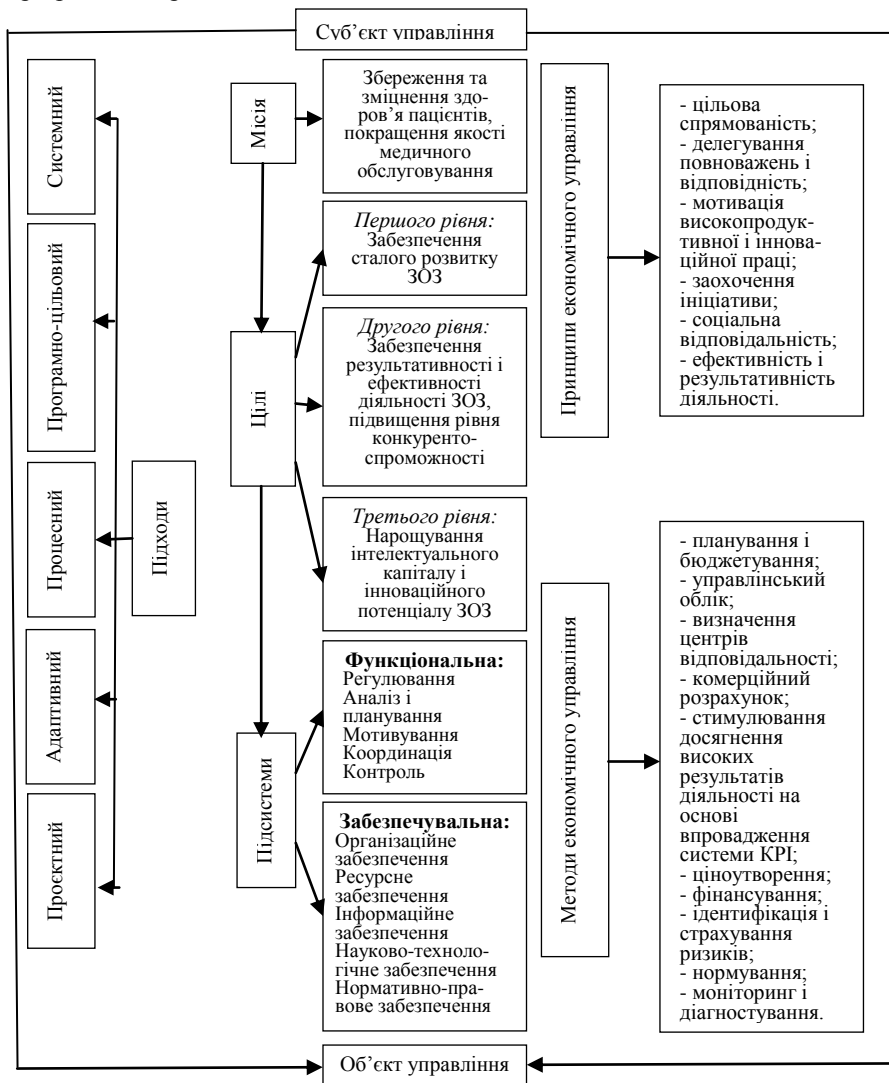 Суб’єкт управління
Системний
Програмно-цільовий
Процесний
Адаптивний
Проєктний
Підходи
Місія
Збереження та
зміцнення здо-
ров’я пацієнтів,
покращення якості
медичного
обслуговування
Цілі
Першого рівня:
Забезпечення
сталого розвитку
ЗОЗ
Другого рівня:
Забезпечення
результативності і
ефективності
діяльності ЗОЗ,
підвищення рівня
конкуренто-
спроможності
Третього рівня:
Нарощування
інтелектуального
капіталу і
інноваційного
потенціалу ЗОЗ
Підсистеми
Функціональна:
Регулювання
Аналіз і
планування
Мотивування
Координація
Контроль
Забезпечувальна:
Організаційне
забезпечення
Ресурсне
забезпечення
Інформаційне
забезпечення
Науково-техноло-
гічне забезпечення
Нормативно-пра-
вове забезпечення
Принципи економічного управління
- цільова
спрямованість;
- делегування
повноважень і
відповідність;
- мотивація
високопродук-
тивної і іннова-
ційної праці;
- заохочення
ініціативи;
- соціальна
відповідальність;
- ефективність і
результативність
діяльності.
Методи економічного управління
- планування і
бюджетування;
- управлінський
облік;
- визначення
центрів
відповідальності;
- комерційний
розрахунок;
- стимулювання
досягнення
високих
результатів
діяльності на
основі
впровадження
системи КРІ;
- ціноутворення;
- фінансування;
- ідентифікація і
страхування
ризиків;
- нормування;
- моніторинг і
діагностування.
Об’єкт управління